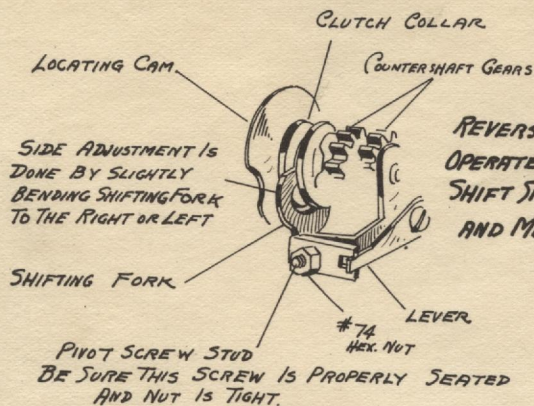 CLUTCH COLLAR
LOCATING CAM
COUNTERSHAFT GEARS
SIDE ADJUSTMENT IS
DONE BY SLIGHTLY
BENDING SHIFTING FORK
TO THE RIGHT OR LEFT
REVERS
OPERATE
SHIFT
AND M
SHIFTING FORK
LEVER
#74
HEX. NUT
PIVOT SCREW STUD
BE SURE THIS SCREW IS PROPERLY SEATED
AND NUT IS TIGHT.